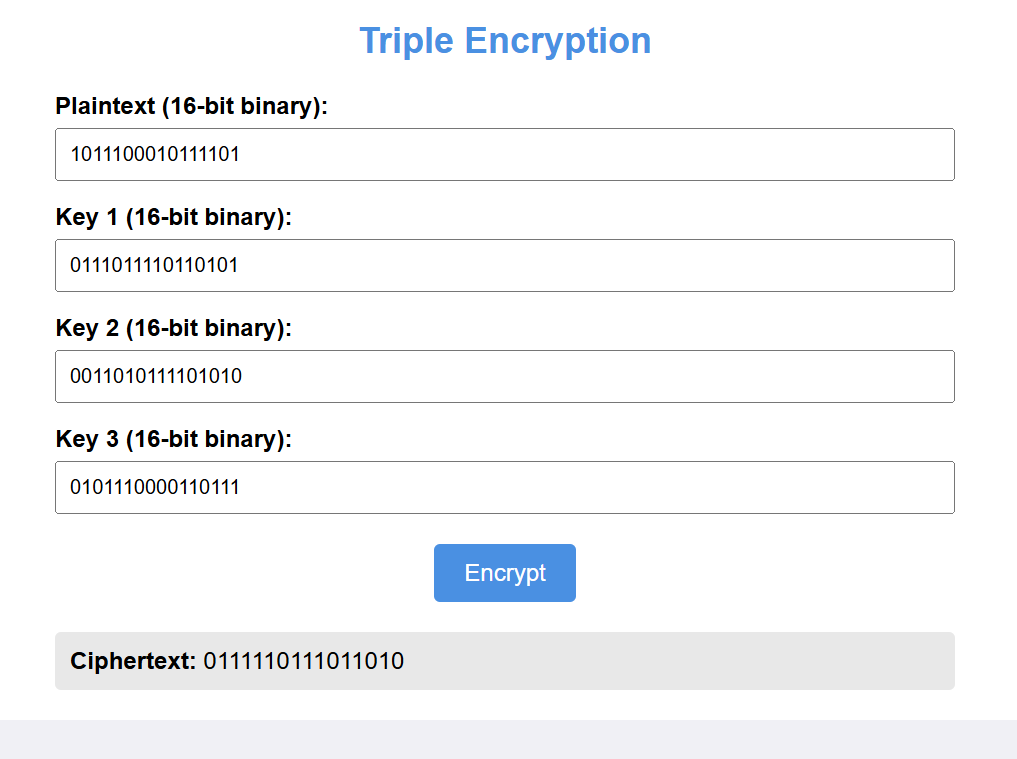 Triple Encryption
Plaintext (16-bit binary):
1011100010111101
Key 1 (16-bit binary):
0111011110110101
Key 2 (16-bit binary):
0011010111101010
Key 3 (16-bit binary):
0101110000110111
Encrypt
Ciphertext: 0111110111011010